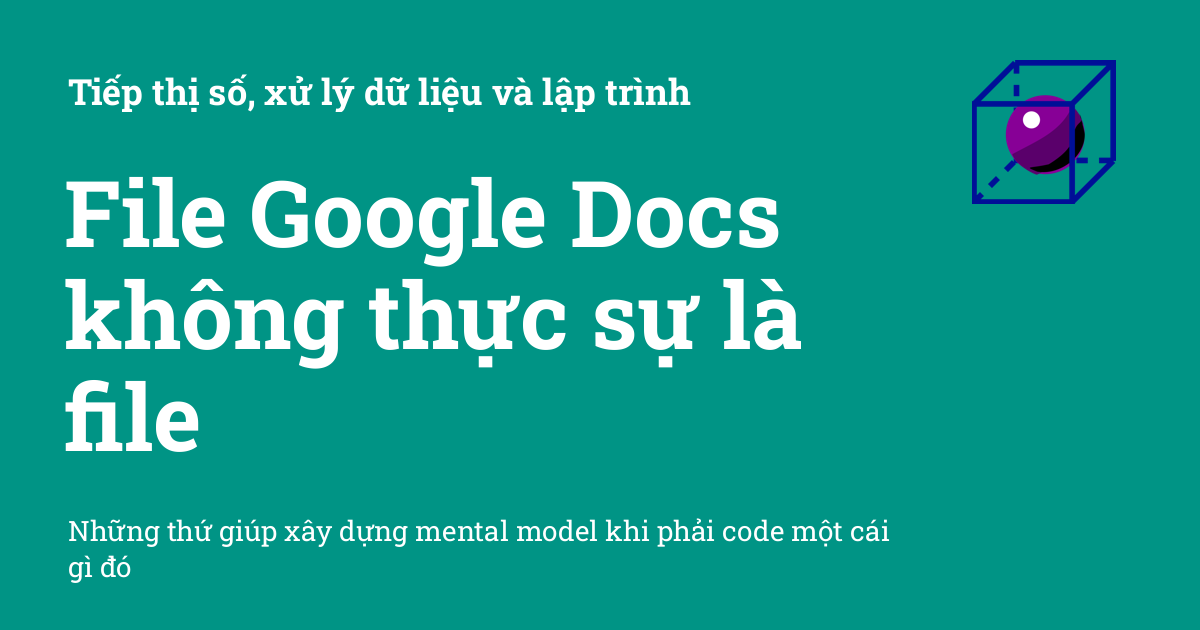 Tiếp thị số, xử lý dữ liệu và lập trình
File Google Docs
không thực sự là
file
Những thứ giúp xây dựng mental model khi phải code một cái
gì đó